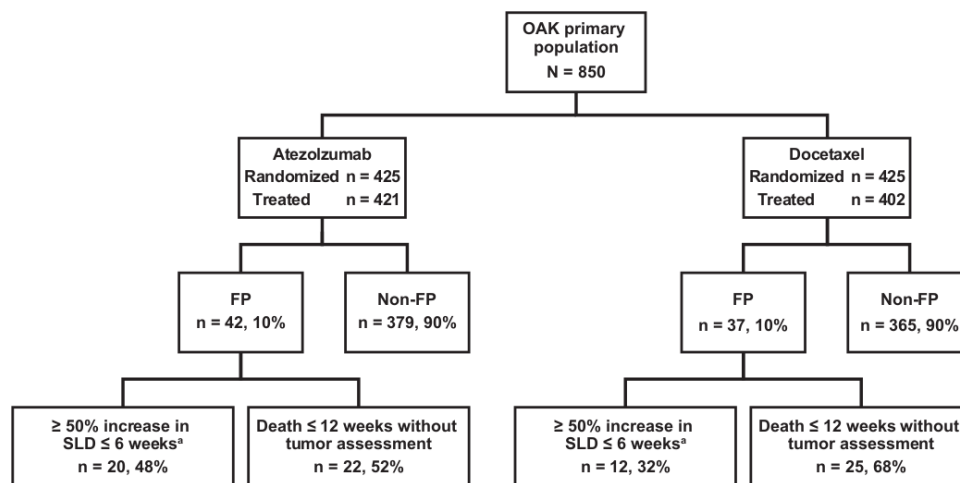 OAK primary
population
N = 850
Atezolzumab
Randomized n = 425
Treated n = 421
Docetaxel
Randomized n = 425
Treated n = 402
FP
n = 42, 10%
Non-FP
n = 379, 90%
FP
n = 37, 10%
Non-FP
n = 365, 90%
≥ 50% increase in
SLD ≤ 6 weeksᵃ
n = 20, 48%
Death ≤ 12 weeks without
tumor assessment
n = 22, 52%
≥ 50% increase in
SLD ≤ 6 weeksᵃ
n = 12, 32%
Death ≤ 12 weeks without
tumor assessment
n = 25, 68%